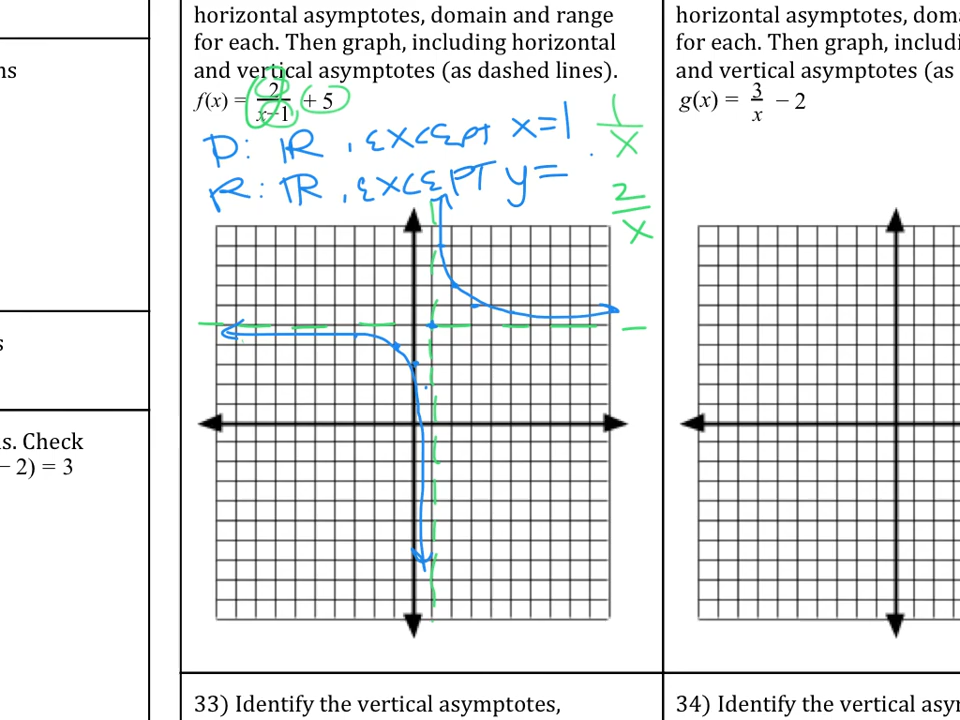 ns
s
ns. Check
– 2) = 3
horizontal asymptotes, domain and range
for each. Then graph, including horizontal
and vertical asymptotes (as dashed lines).
f(x) = 2/(x−1) + 5
D: ℝ, EXCEPT x=1
R: ℝ, EXCEPT y=
1/x
2/x
33) Identify the vertical asymptotes,
horizontal asymptotes, doma
for each. Then graph, includi
and vertical asymptotes (as
g(x) = 3/x − 2
34) Identify the vertical asyr